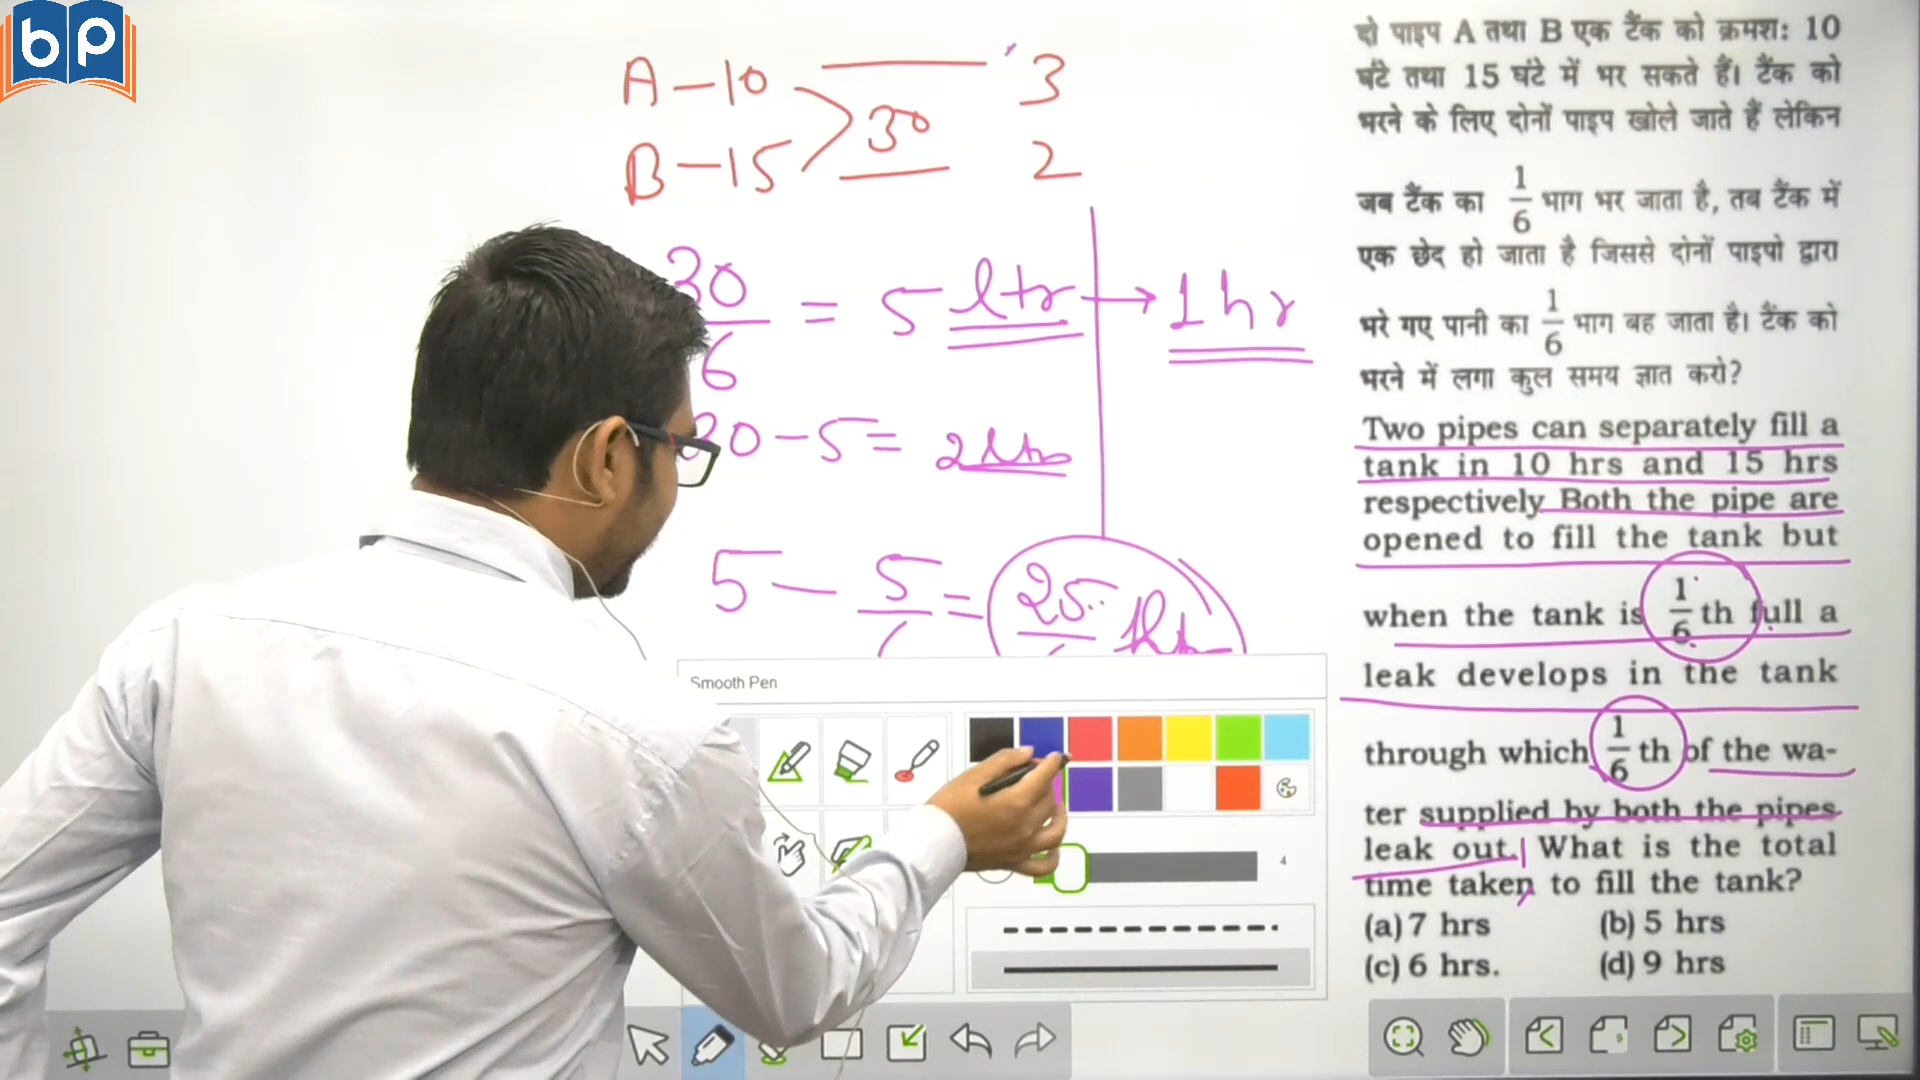 bp
A - 10 3
30
B - 15 2
30
6
= 5 ltr → 1 hr
30 - 5 =
5 - 5 = 25
Smooth Pen
4
दो पाइप A तथा B एक टैंक को क्रमश: 10
घंटे तथा 15 घंटे में भर सकते हैं। टैंक को
भरने के लिए दोनों पाइप खोले जाते हैं लेकिन
जब टैंक का 1/6 भाग भर जाता है, तब टैंक में
एक छेद हो जाता है जिससे दोनों पाइपो द्वारा
भरे गए पानी का 1/6 भाग बह जाता है। टैंक को
भरने में लगा कुल समय ज्ञात करो?
Two pipes can separately fill a
tank in 10 hrs and 15 hrs
respectively Both the pipe are
opened to fill the tank but
when the tank is 1/6 th full a
leak develops in the tank
through which 1/6 th of the wa-
ter supplied by both the pipes
leak out. What is the total
time taken to fill the tank?
(a) 7 hrs (b) 5 hrs
(c) 6 hrs. (d) 9 hrs
9